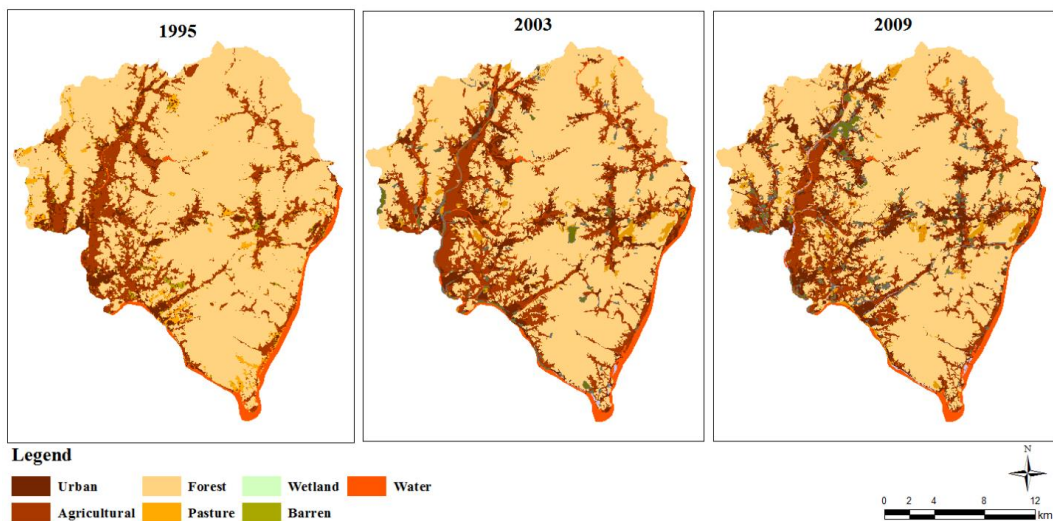 1995
2003
2009
Legend
Urban
Forest
Wetland
Water
Agricultural
Pasture
Barren
N
0 2 4 8 12
km